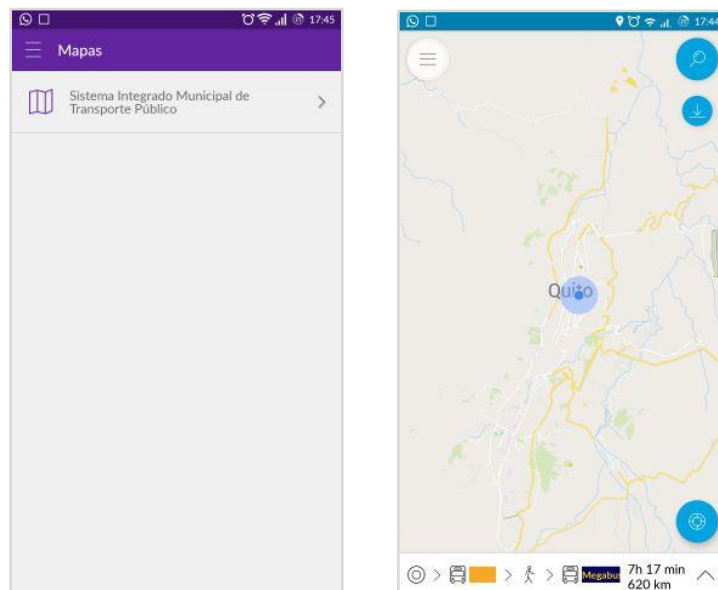 17:45
Mapas
Sistema Integrado Municipal de
Transporte Público
17:44
Quito
Megabus
7h 17 min
620 km